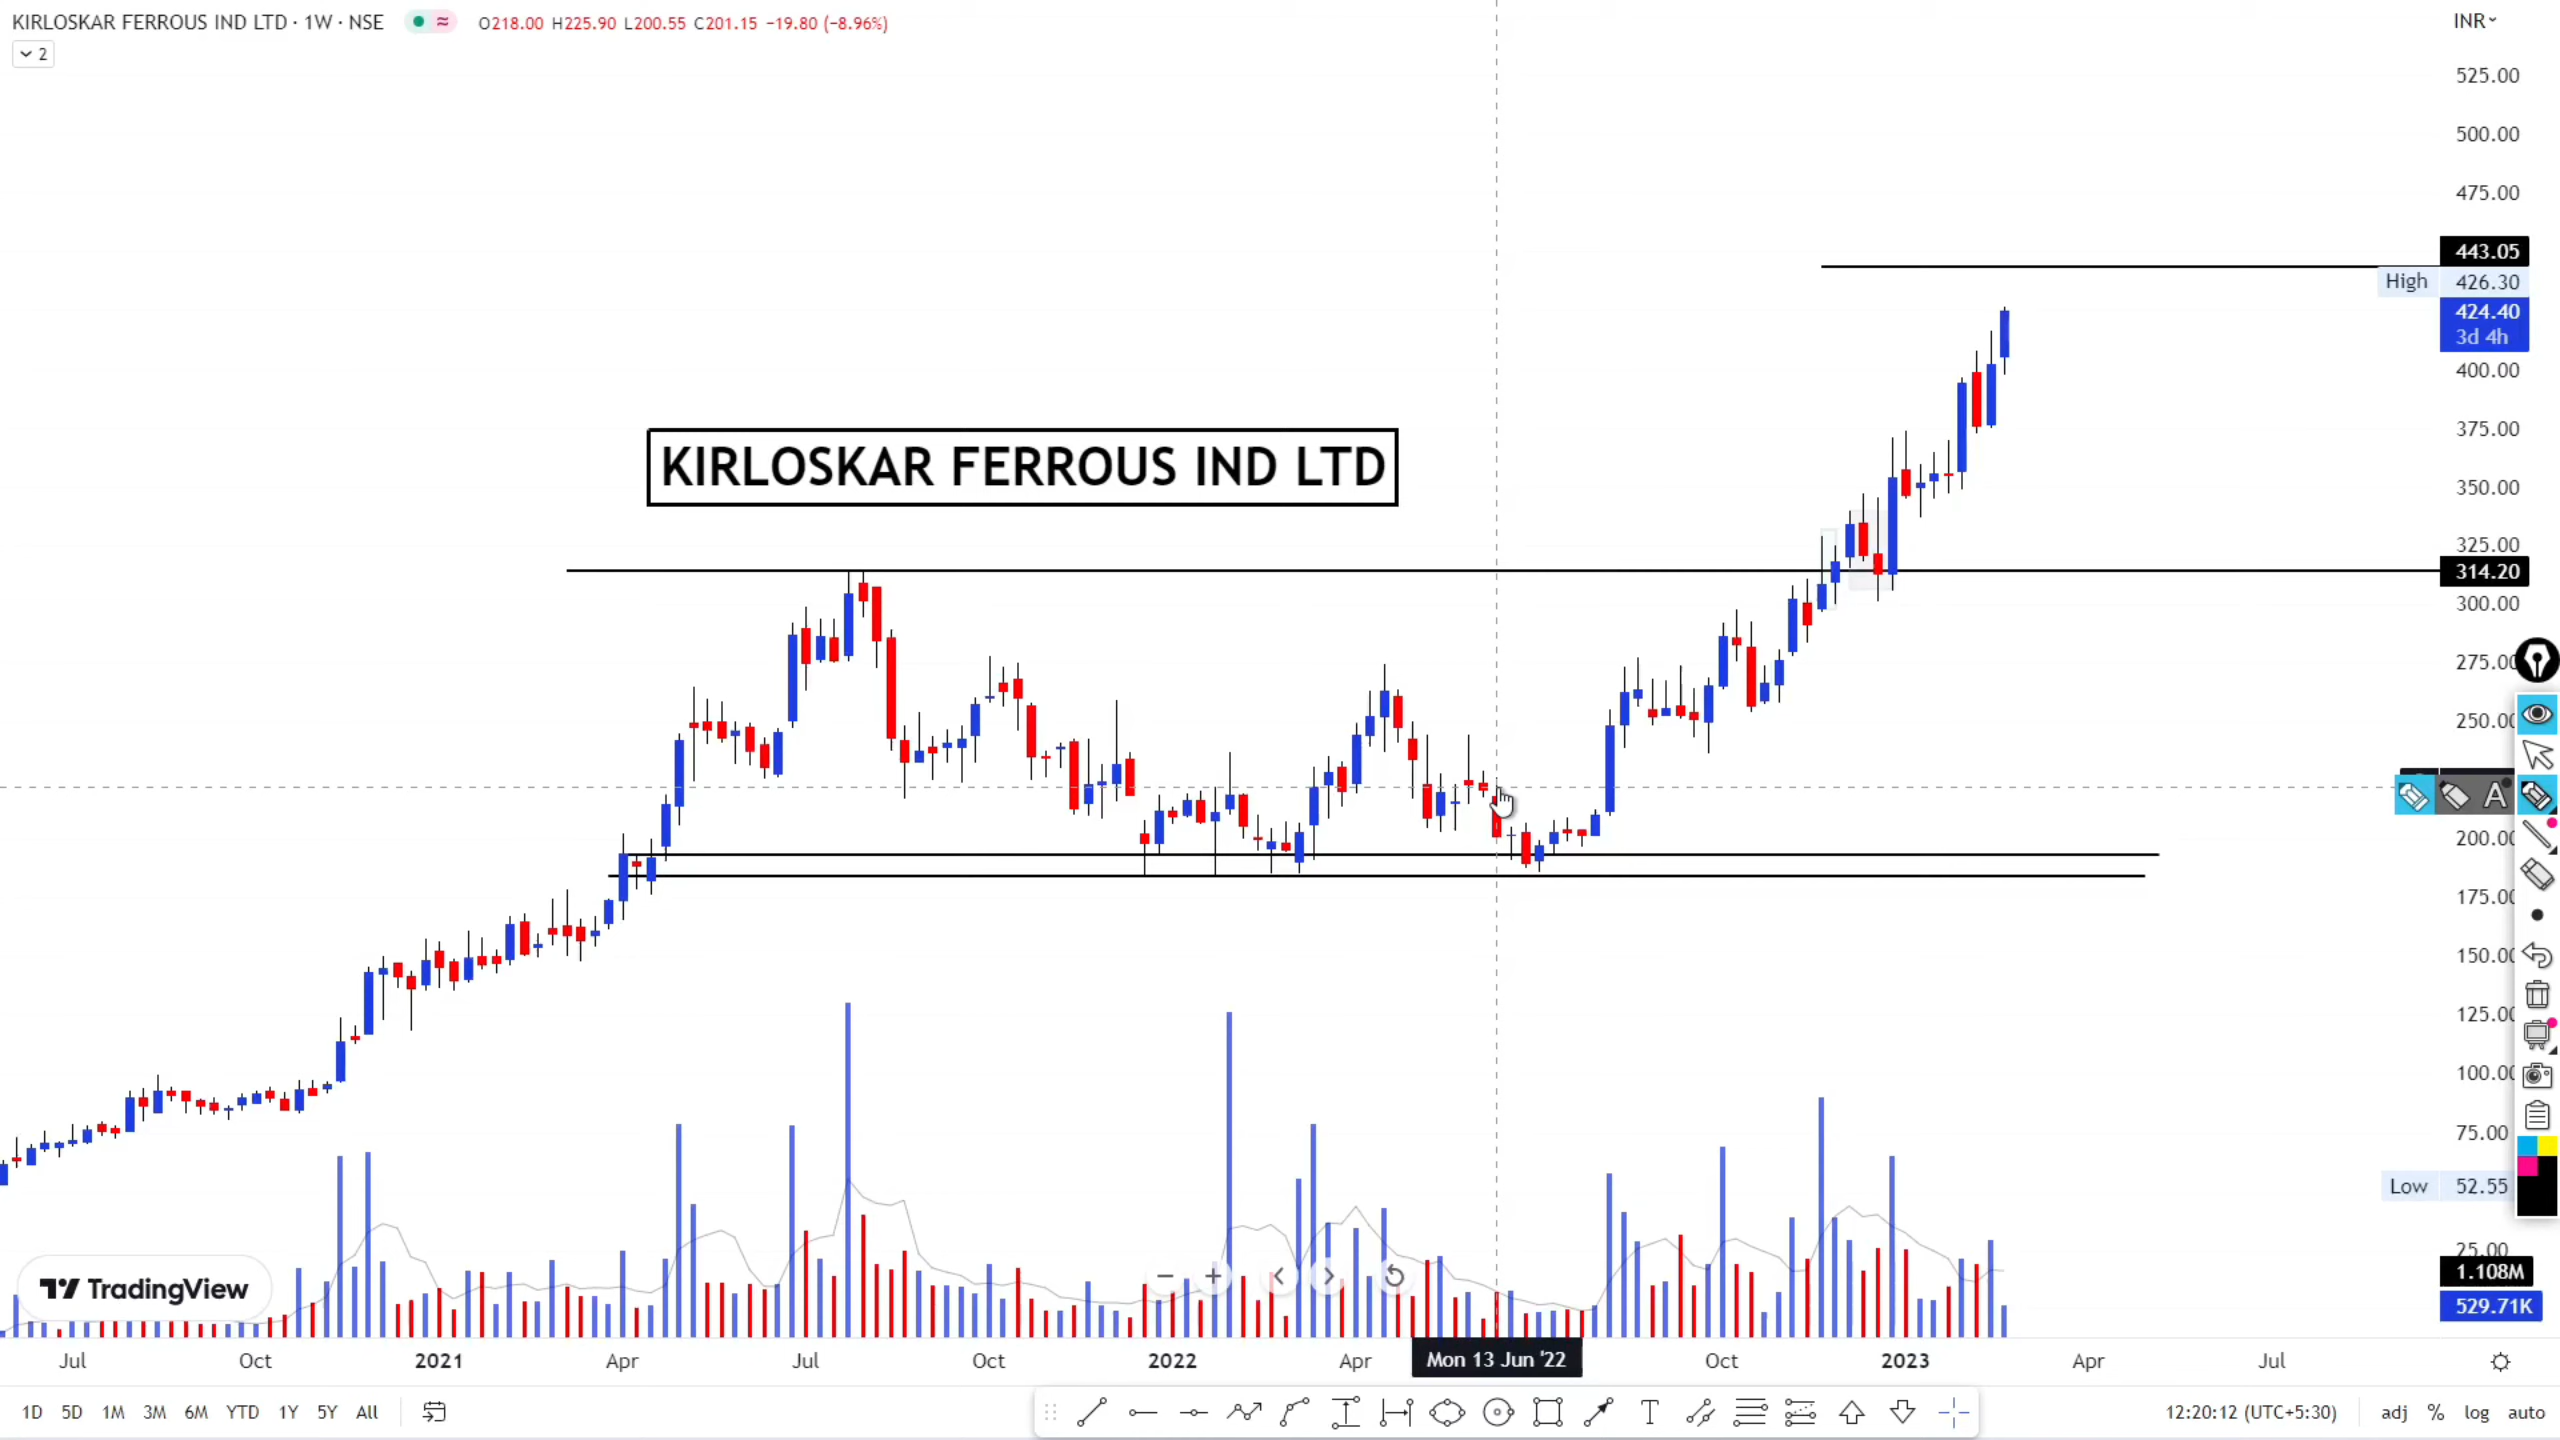 KIRLOSKAR FERROUS IND LTD · 1W · NSE O218.00 H225.90 L200.55 C201.15 −19.80 (−8.96%)
INR
2
525.00
500.00
475.00
443.05
High 426.30
424.40
3d 4h
400.00
375.00
KIRLOSKAR FERROUS IND LTD
350.00
325.00
314.20
300.00
275.00
250.00
A
200.00
175.00
150.00
125.00
100.00
75.00
Low 52.55
25.00
1.108M
TradingView
529.71K
Jul Oct 2021 Apr Jul Oct 2022 Apr Mon 13 Jun '22 Oct 2023 Apr Jul
1D 5D 1M 3M 6M YTD 1Y 5Y All T 12:20:12 (UTC+5:30) adj % log auto